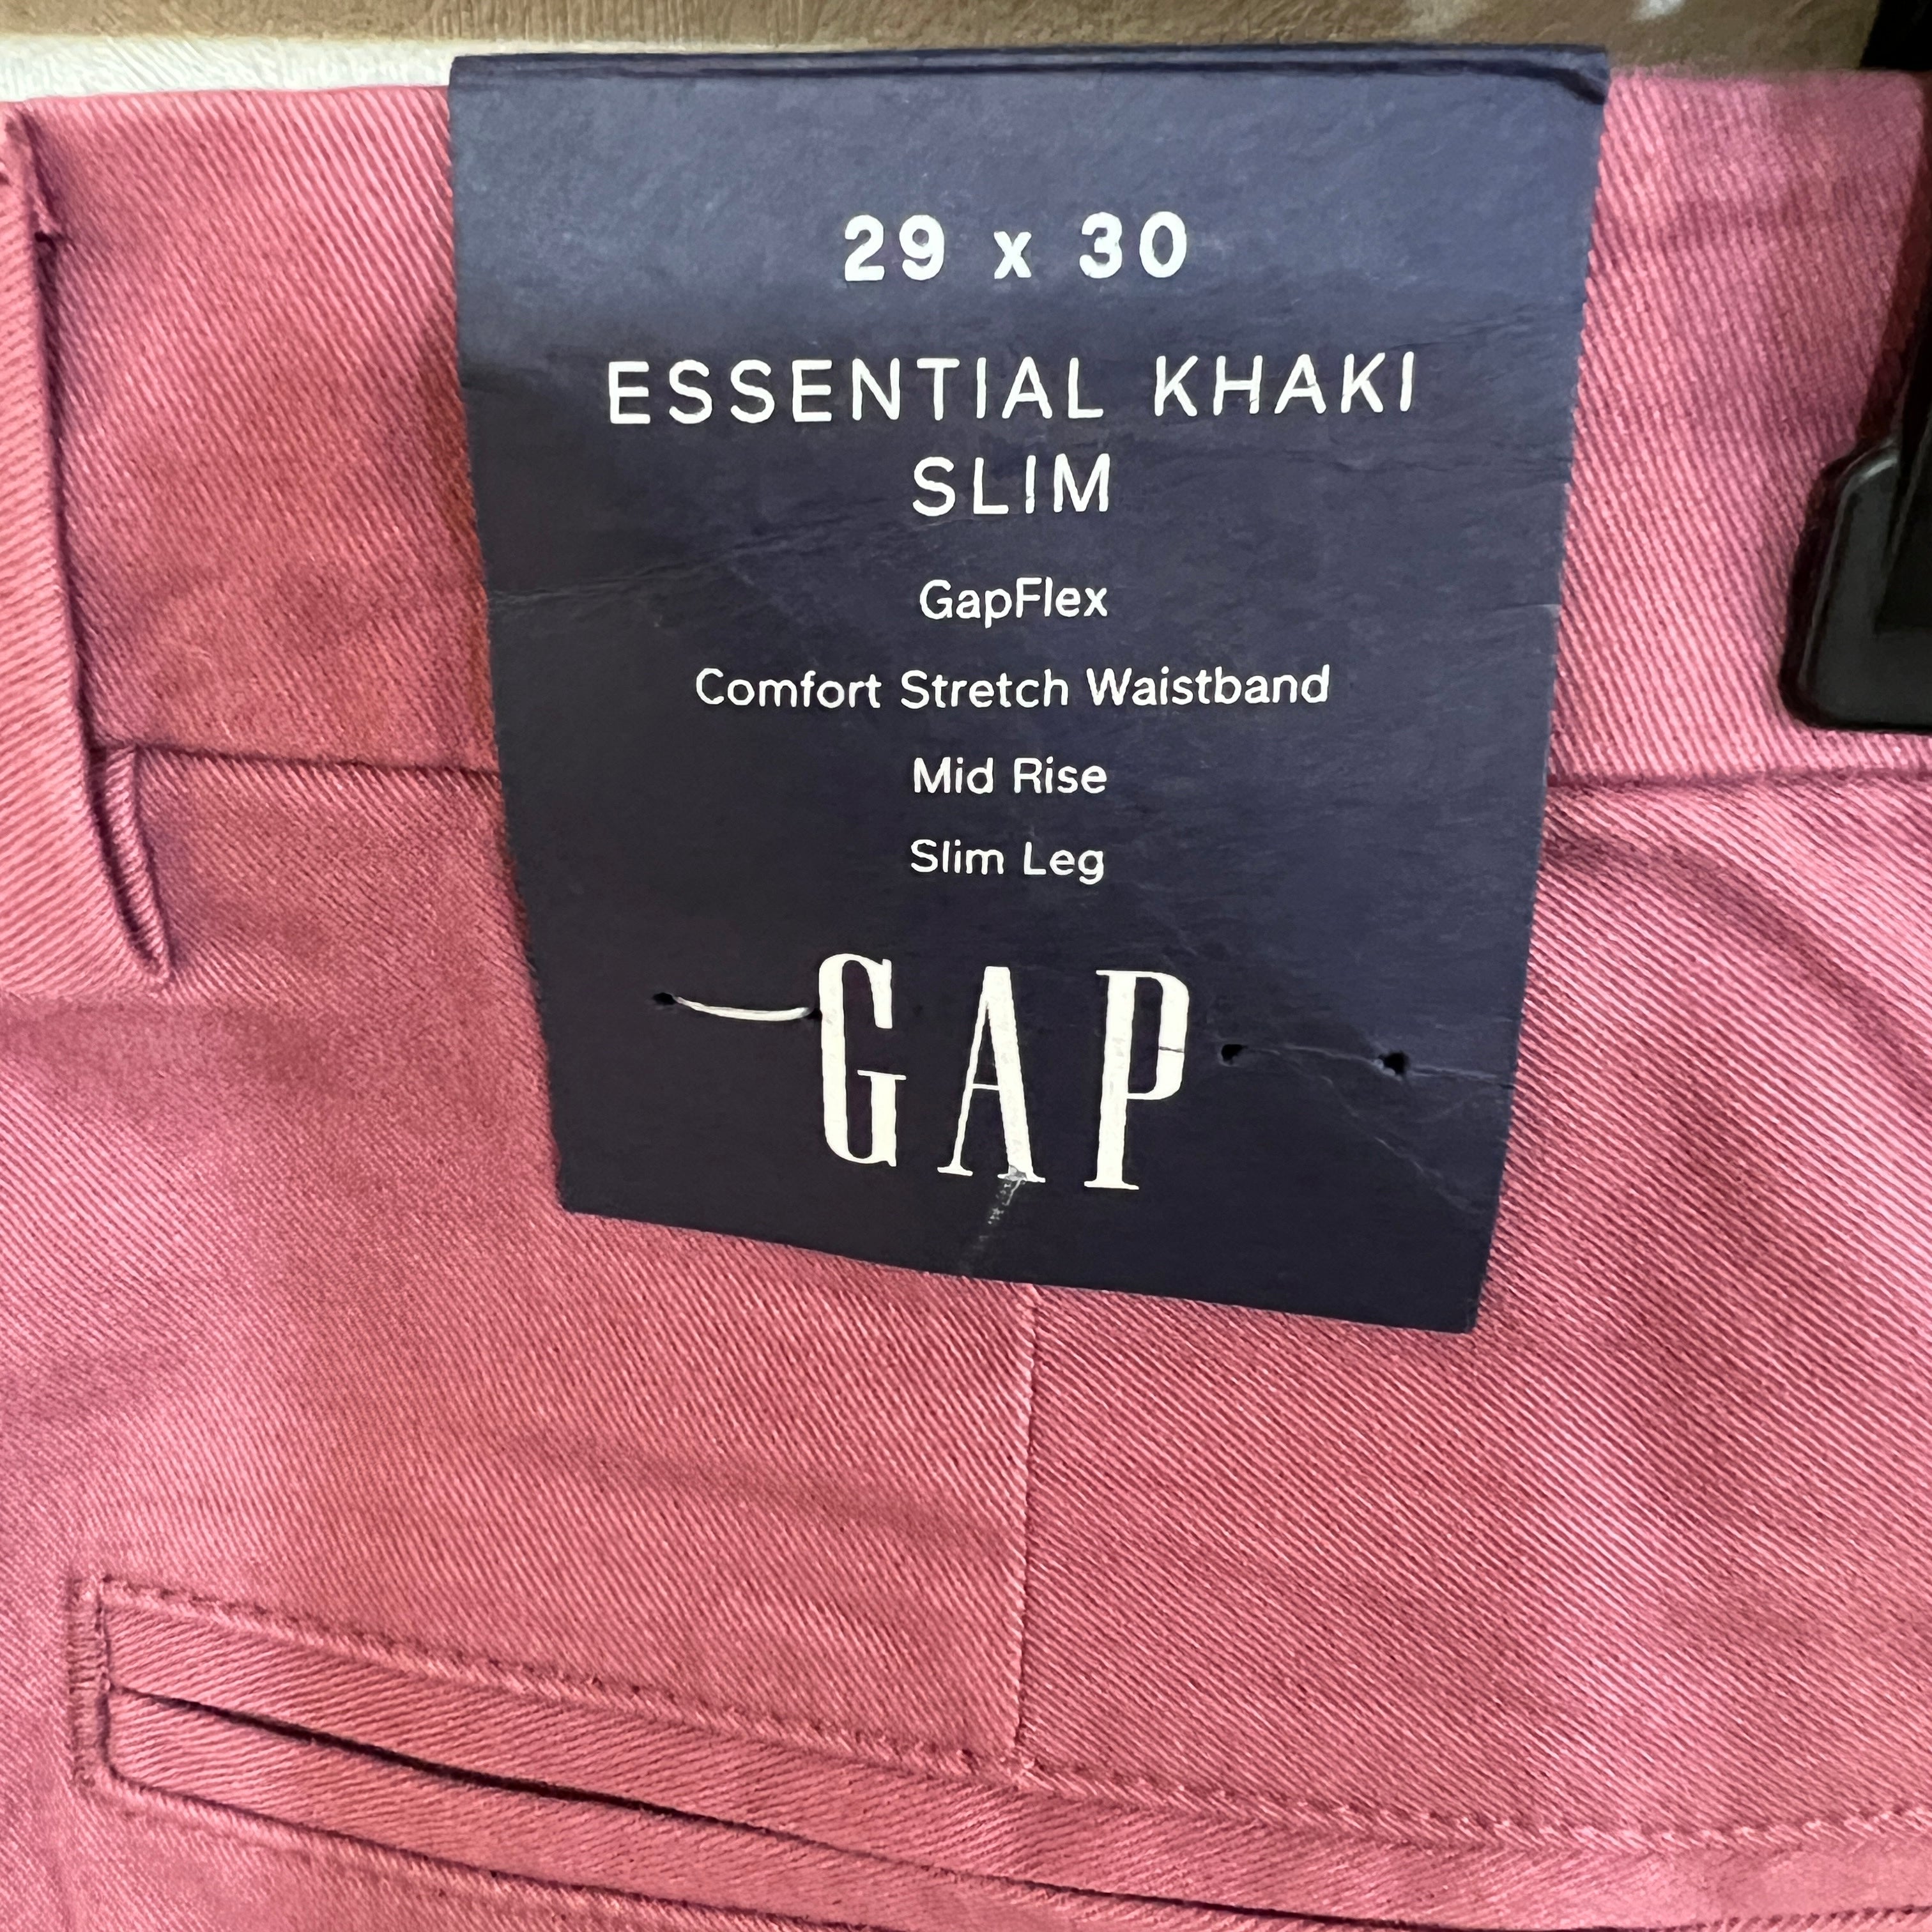 29 x 30
ESSENTIAL KHAKI
SLIM
GapFlex
Comfort Stretch Waistband
Mid Rise
Slim Leg
GAP